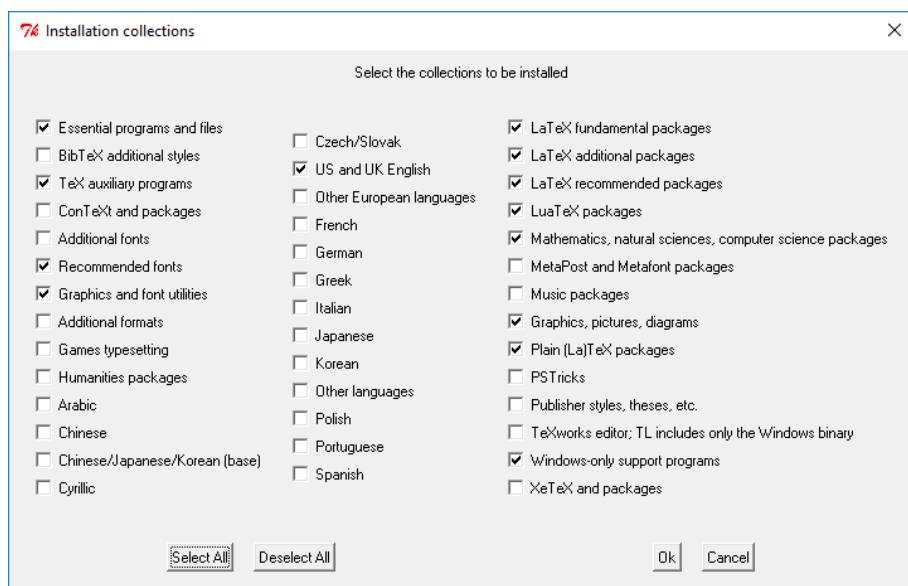 Installation collections
Select the collections to be installed
Essential programs and files
BibTeX additional styles
TeX auxiliary programs
ConTeXt and packages
Additional fonts
Recommended fonts
Graphics and font utilities
Additional formats
Games typesetting
Humanities packages
Arabic
Chinese
Chinese/Japanese/Korean (base)
Cyrillic
Czech/Slovak
US and UK English
Other European languages
French
German
Greek
Italian
Japanese
Korean
Other languages
Polish
Portuguese
Spanish
LaTeX fundamental packages
LaTeX additional packages
LaTeX recommended packages
LuaTeX packages
Mathematics, natural sciences, computer science packages
MetaPost and Metafont packages
Music packages
Graphics, pictures, diagrams
Plain (La)TeX packages
PSTricks
Publisher styles, theses, etc.
TeXworks editor; TL includes only the Windows binary
Windows-only support programs
XeTeX and packages
Select All Deselect All Ok Cancel